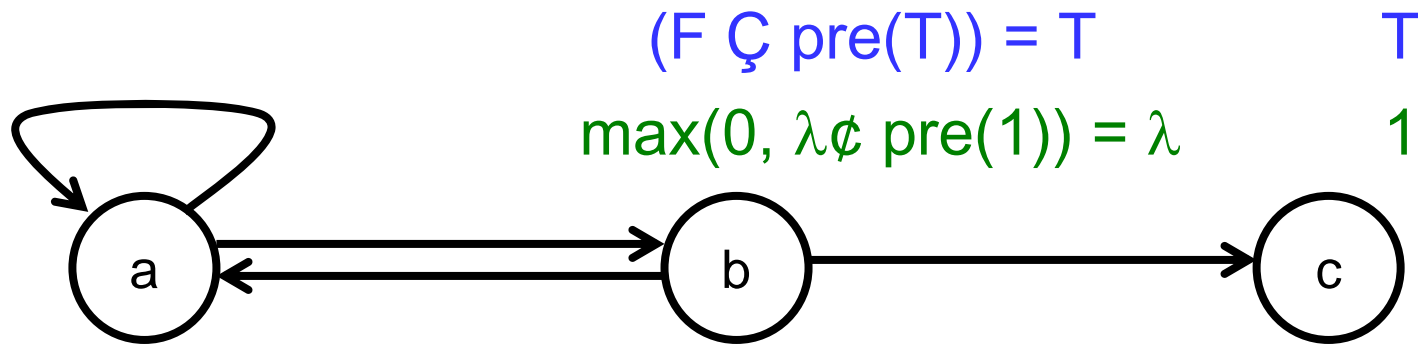 (F Ç pre(T)) = T T
max(0, λ¢ pre(1)) = λ 1
a b c